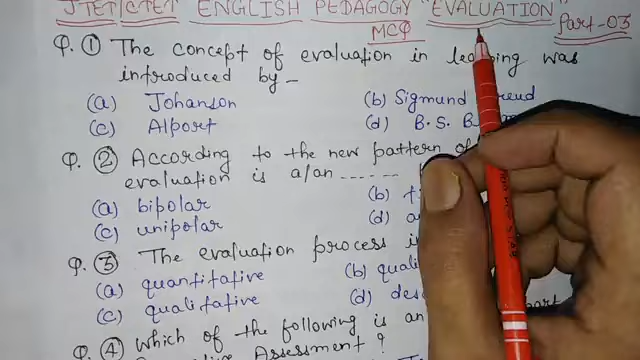 JTET/CTET ENGLISH PEDAGOGY "EVALUATION" Part-03
MCQ
Q. ① The concept of evaluation in learning was
introduced by -
(a) Johanson (b) Sigmund
(c) Alport (d) B.S.
Q. ② According to the new pattern of
evaluation is a/an ------
(a) bipolar (b)
(c) unipolar (d)
Q. ③ The evaluation process
(a) quantitative (b)
(c) qualitative (d)
Q. ④ Which of the following is an
Assessment?